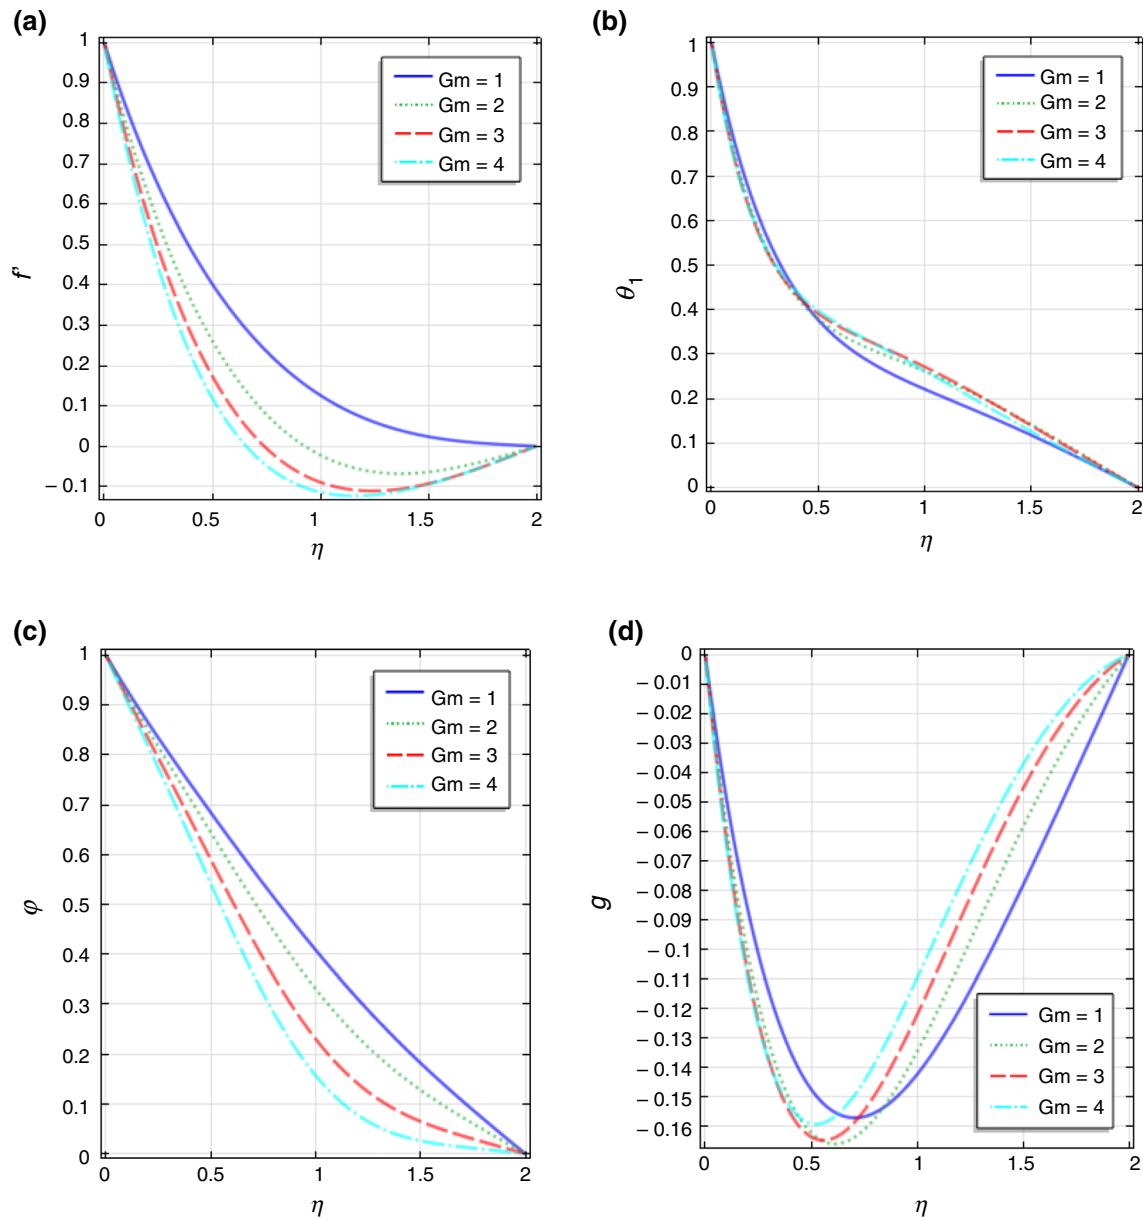 (a)
1
0.9
0.8
0.7
0.6
0.5
0.4
0.3
0.2
0.1
0
– 0.1
f'
Gm = 1
Gm = 2
Gm = 3
Gm = 4
0 0.5 1 1.5 2
η
(b)
1
0.9
0.8
0.7
0.6
0.5
0.4
0.3
0.2
0.1
0
θ1
Gm = 1
Gm = 2
Gm = 3
Gm = 4
0 0.5 1 1.5 2
η
(c)
1
0.9
0.8
0.7
0.6
0.5
0.4
0.3
0.2
0.1
0
φ
Gm = 1
Gm = 2
Gm = 3
Gm = 4
0 0.5 1 1.5 2
η
(d)
0
– 0.01
– 0.02
– 0.03
– 0.04
– 0.05
– 0.06
– 0.07
– 0.08
– 0.09
– 0.1
– 0.11
– 0.12
– 0.13
– 0.14
– 0.15
– 0.16
g
Gm = 1
Gm = 2
Gm = 3
Gm = 4
0 0.5 1 1.5 2
η